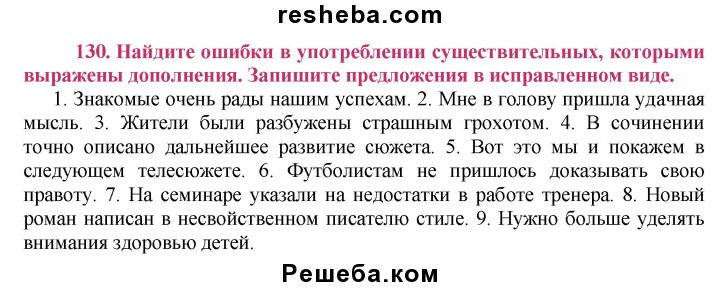 resheba.com
130. Найдите ошибки в употреблении существительных, которыми
выражены дополнения. Запишите предложения в исправленном виде.
1. Знакомые очень рады нашим успехам. 2. Мне в голову пришла удачная
мысль. 3. Жители были разбужены страшным грохотом. 4. В сочинении
точно описано дальнейшее развитие сюжета. 5. Вот это мы и покажем в
следующем телесюжете. 6. Футболистам не пришлось доказывать свою
правоту. 7. На семинаре указали на недостатки в работе тренера. 8. Новый
роман написан в несвойственном писателю стиле. 9. Нужно больше уделять
внимания здоровью детей.
Решеба.ком